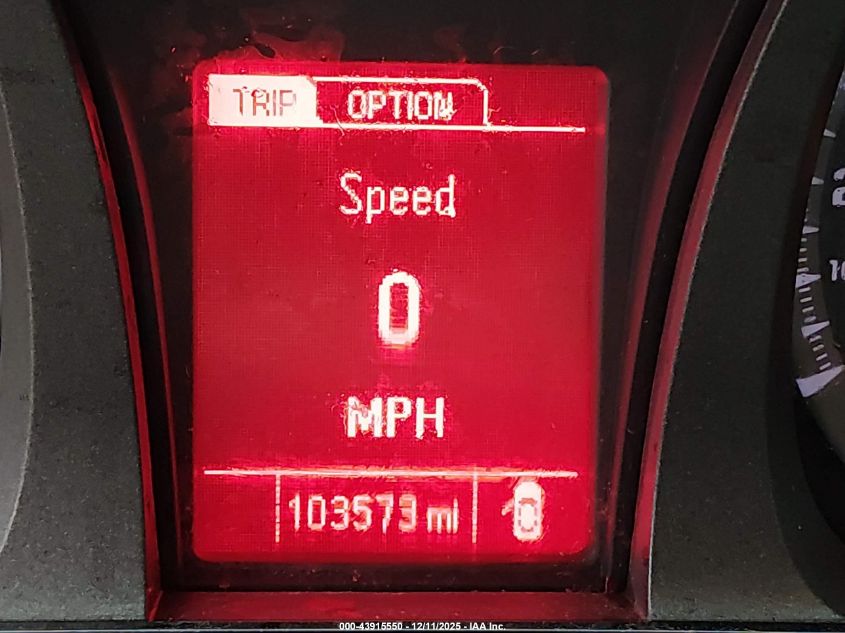 TRIP OPTION
Speed
0
MPH
103573 mi
000-43915550 - 12/11/2025 - IAA Inc.